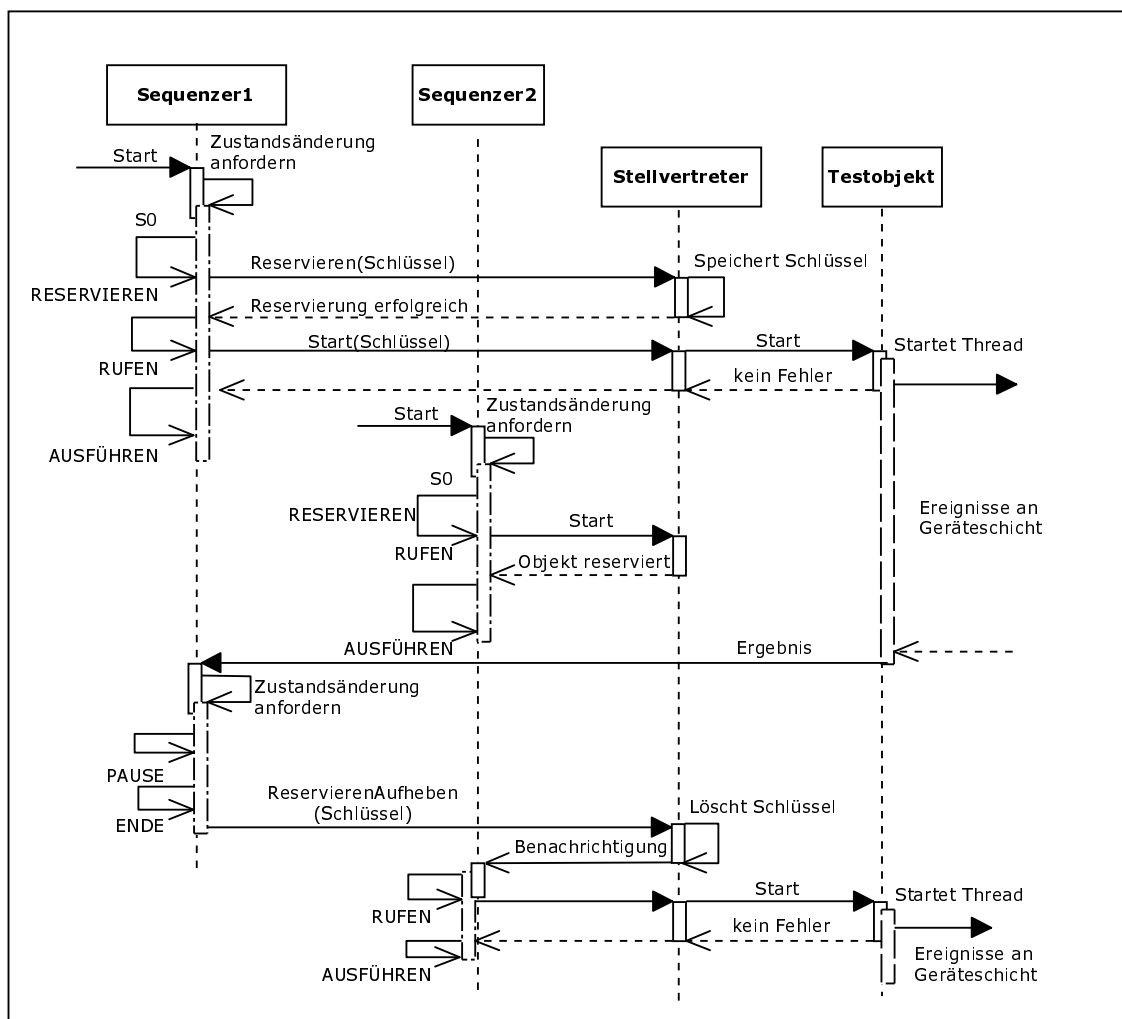 Sequenzer1
Sequenzer2
Stellvertreter
Testobjekt
Start
Zustandsänderung
anfordern
S0
RESERVIEREN
Reservieren(Schlüssel)
Speichert Schlüssel
Reservierung erfolgreich
RUFEN
Start(Schlüssel)
Start
Startet Thread
kein Fehler
AUSFÜHREN
Start
Zustandsänderung
anfordern
S0
RESERVIEREN
RUFEN
Start
Ereignisse an
Geräteschicht
Objekt reserviert
AUSFÜHREN
Ergebnis
Zustandsänderung
anfordern
PAUSE
ENDE
ReservierenAufheben
(Schlüssel)
Löscht Schlüssel
Benachrichtigung
RUFEN
Start
Startet Thread
kein Fehler
AUSFÜHREN
Ereignisse an
Geräteschicht